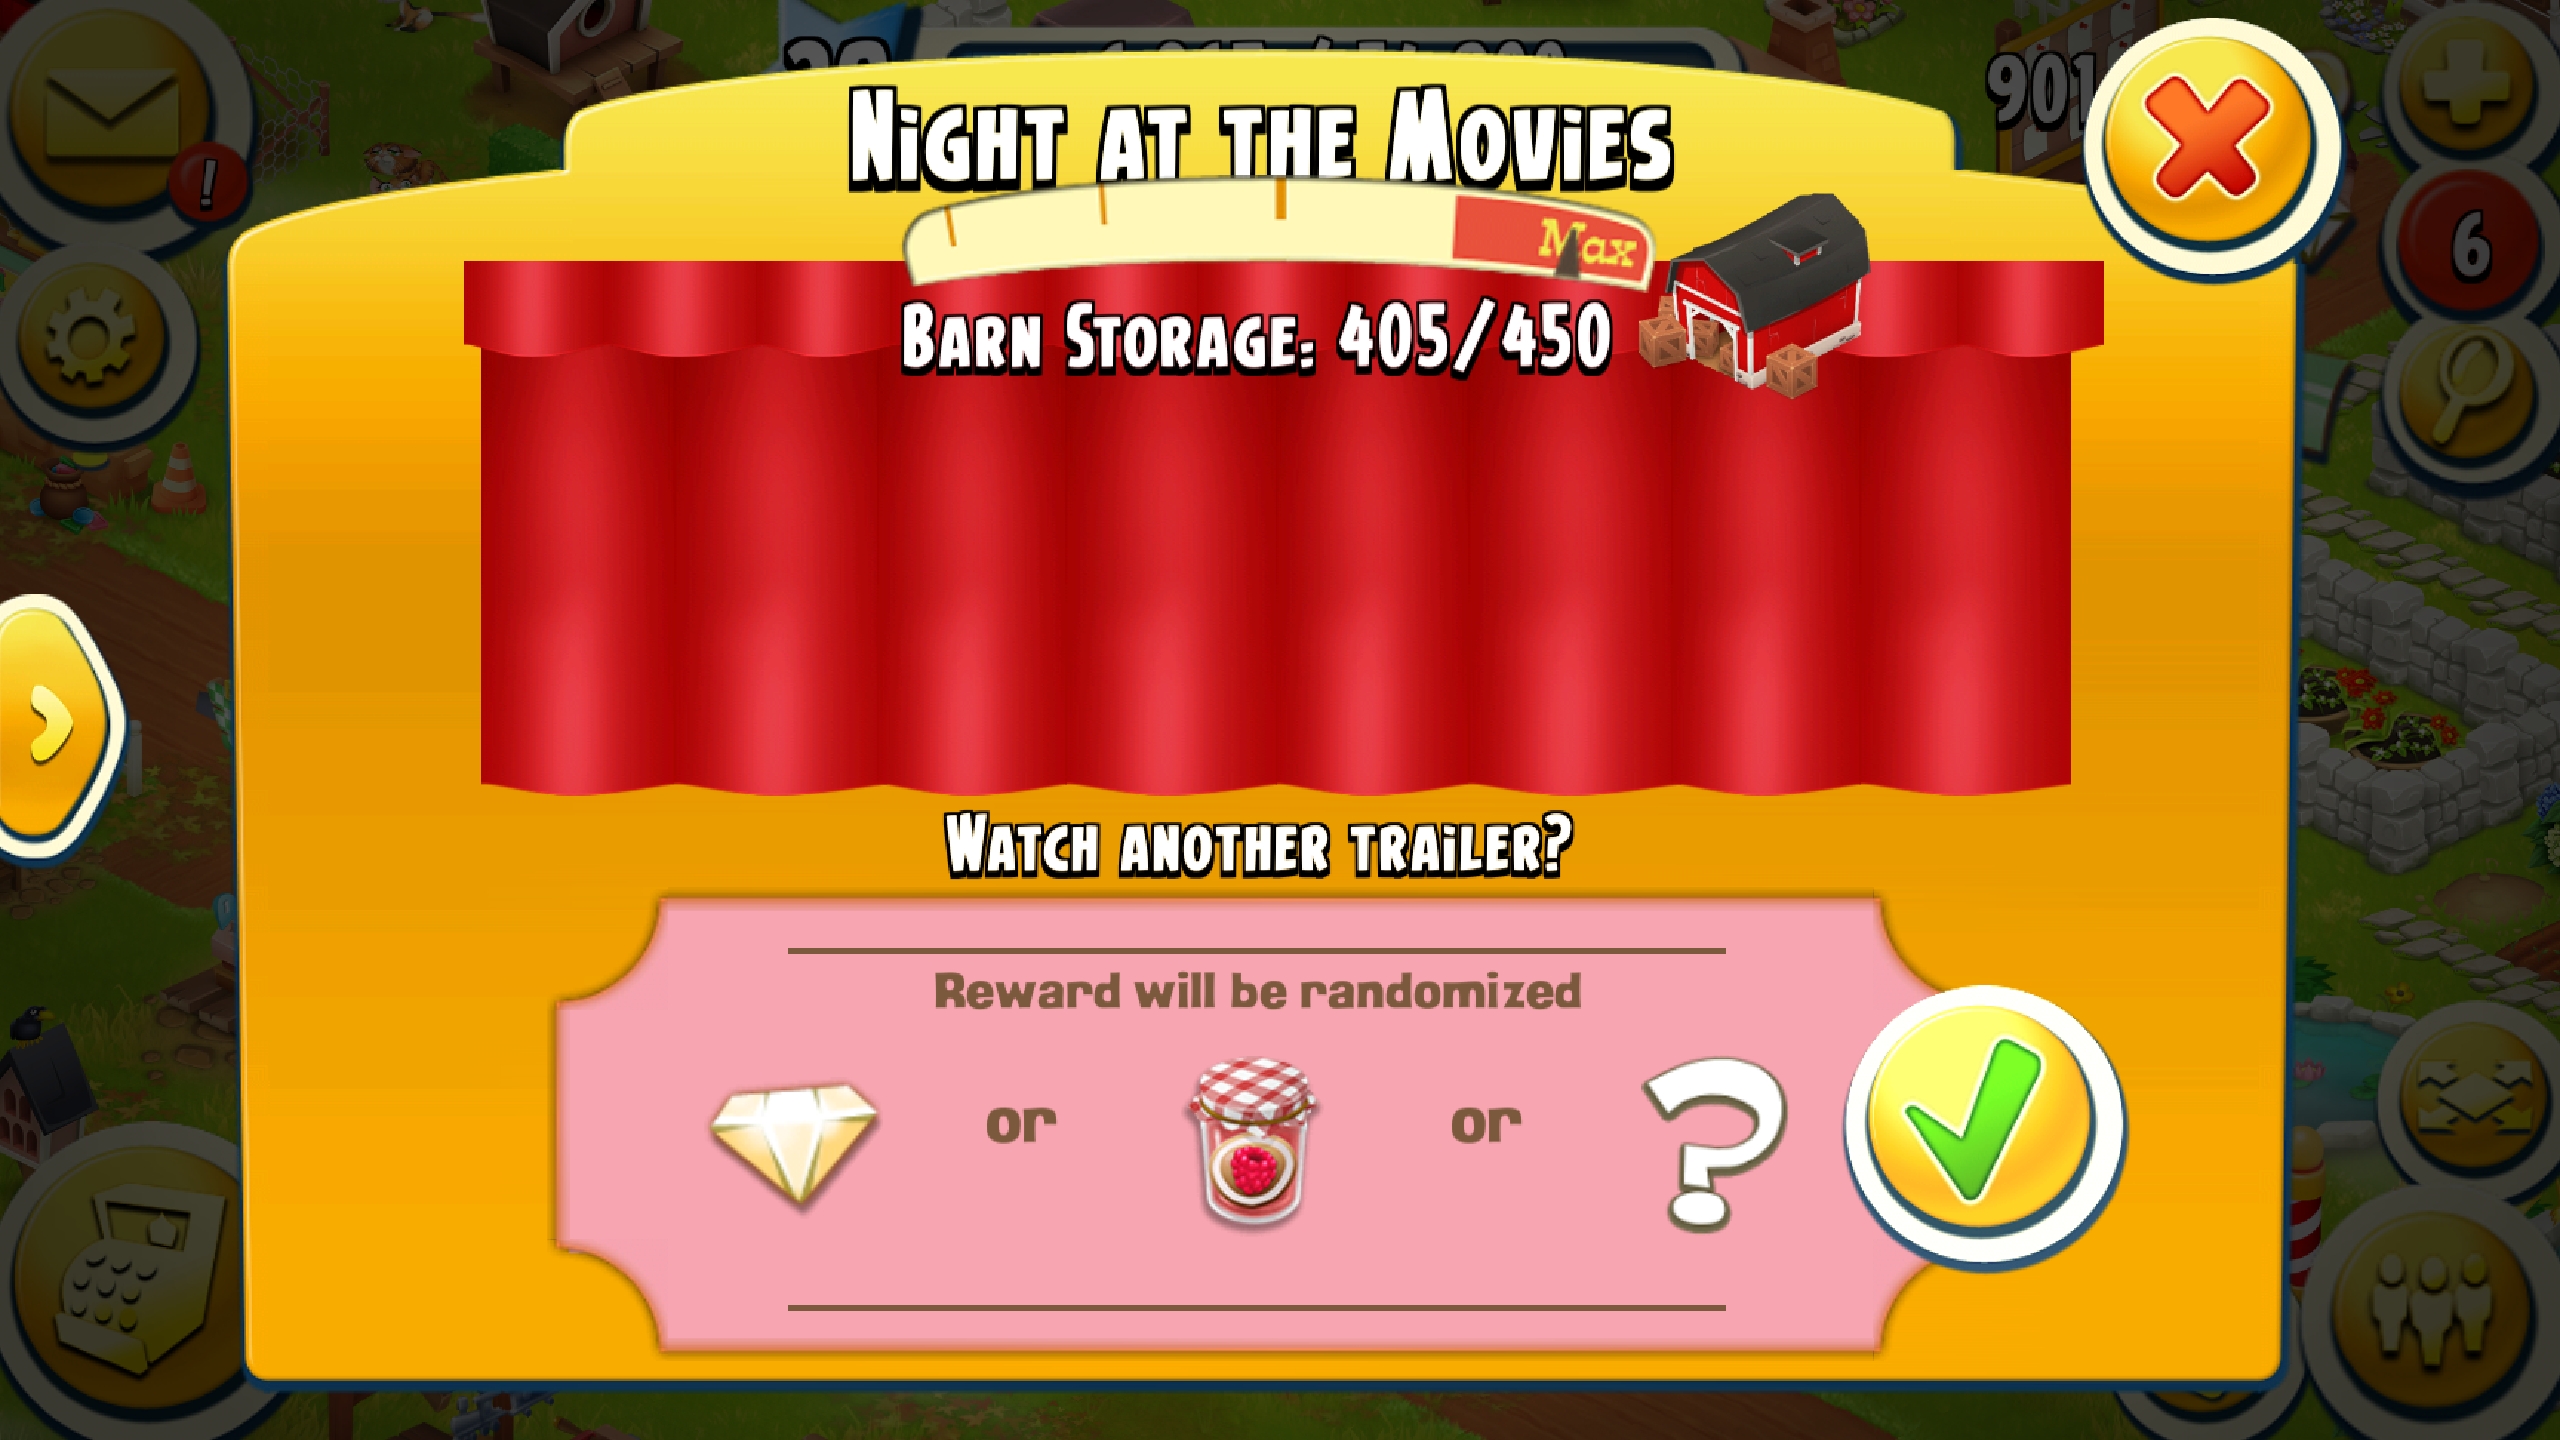 Night at the Movies
901
Max
Barn Storage: 405/450
!
6
Watch another trailer?
Reward will be randomized
or
or
?